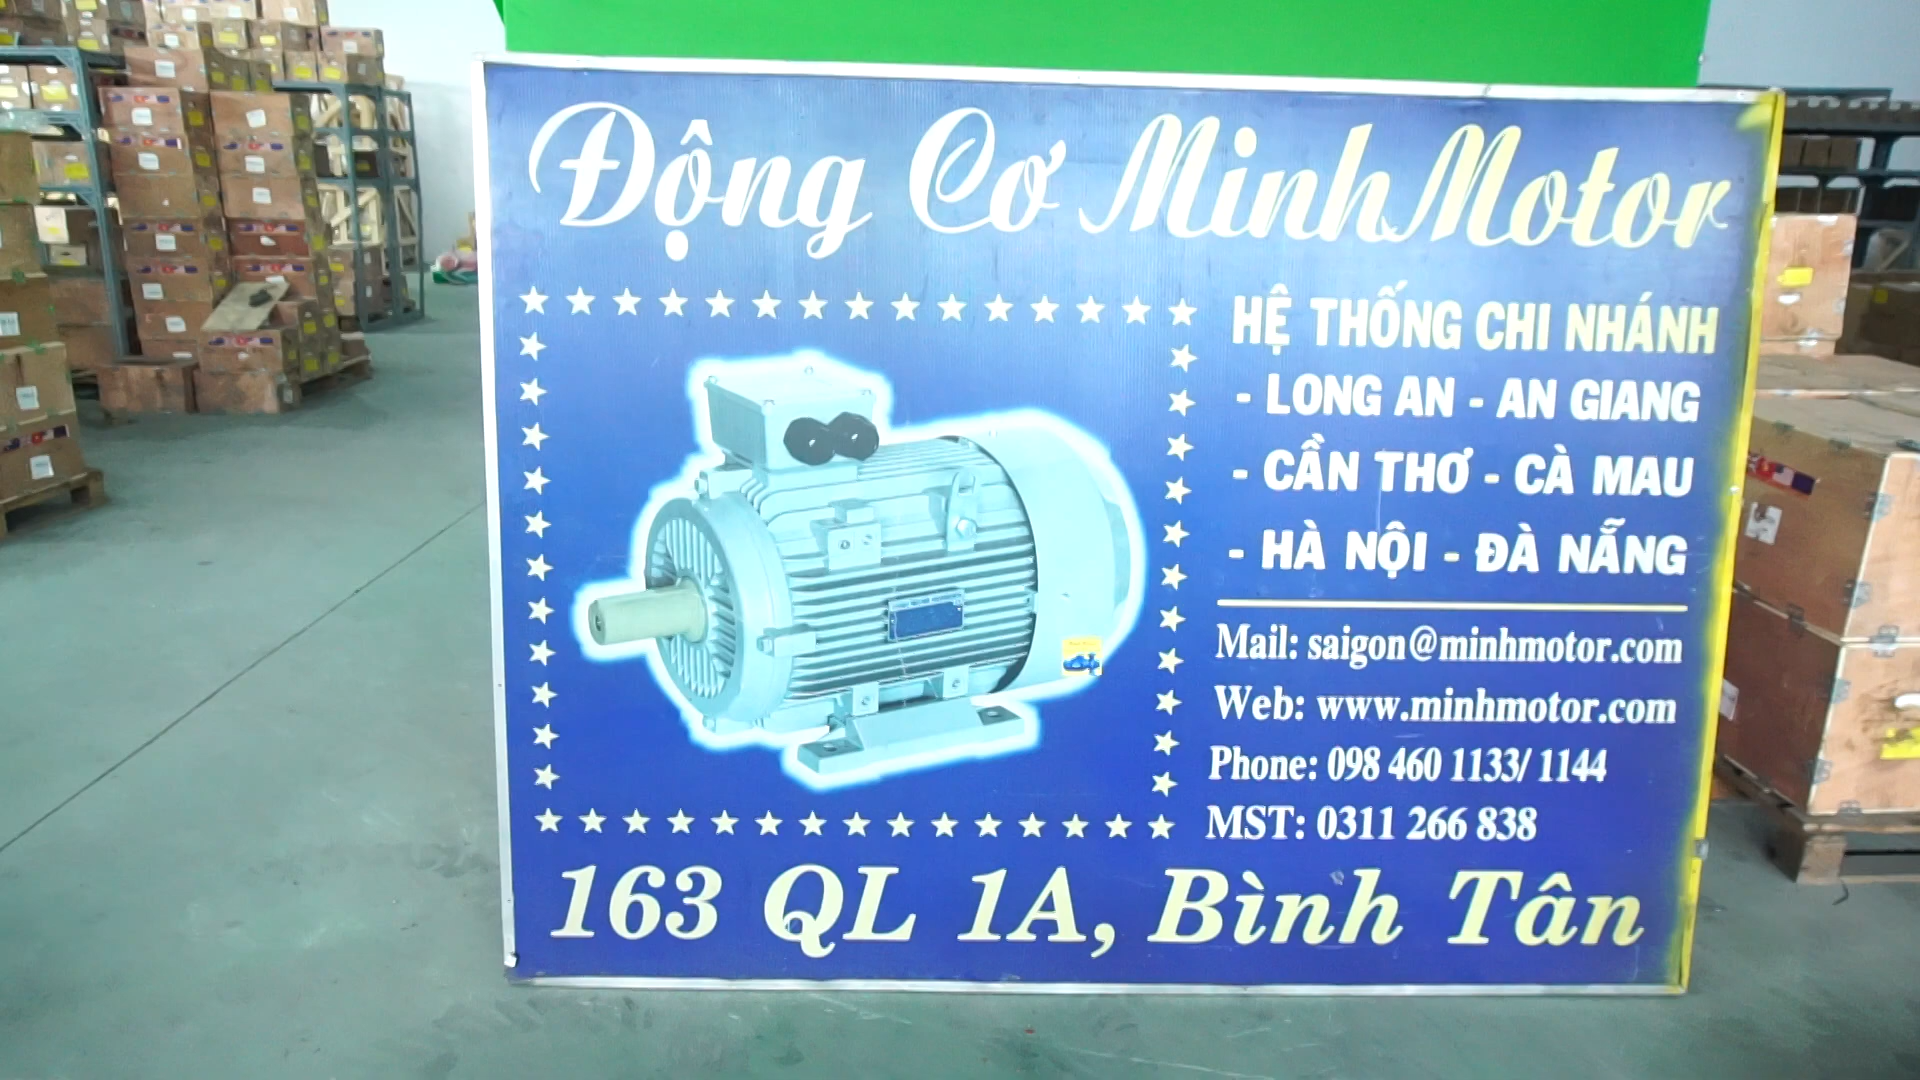 Động Cơ MinhMotor
HỆ THỐNG CHI NHÁNH
- LONG AN - AN GIANG
- CẦN THƠ - CÀ MAU
- HÀ NỘI - ĐÀ NẴNG
Mail: saigon@minhmotor.com
Web: www.minhmotor.com
Phone: 098 460 1133/ 1144
MST: 0311 266 838
163 QL 1A, Bình Tân